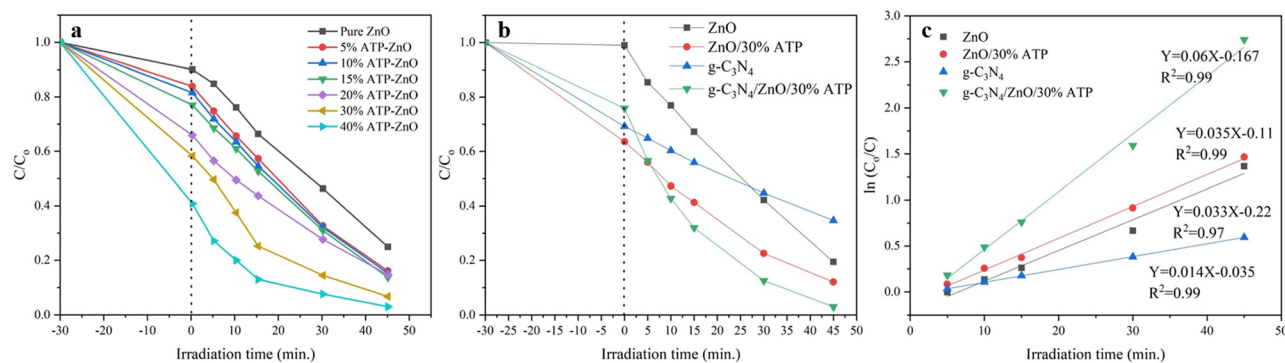 a
Pure ZnO
5% ATP-ZnO
10% ATP-ZnO
15% ATP-ZnO
20% ATP-ZnO
30% ATP-ZnO
40% ATP-ZnO
1.0
0.8
0.6
0.4
0.2
0.0
C/Co
-30
-20
-10
0
10
20
30
40
50
Irradiation time (min.)
b
ZnO
ZnO/30% ATP
g-C3N4
g-C3N4/ZnO/30% ATP
1.0
0.8
0.6
0.4
0.2
0.0
C/Co
-30
-25
-20
-15
-10
-5
0
5
10
15
20
25
30
35
40
45
50
Irradiation time (min.)
c
ZnO
ZnO/30% ATP
g-C3N4
g-C3N4/ZnO/30% ATP
Y=0.06X-0.167
R2=0.99
Y=0.035X-0.11
R2=0.99
Y=0.033X-0.22
R2=0.97
Y=0.014X-0.035
R2=0.99
3.0
2.5
2.0
1.5
1.0
0.5
0.0
ln (Co/C)
0
10
20
30
40
50
Irradiation time (min.)